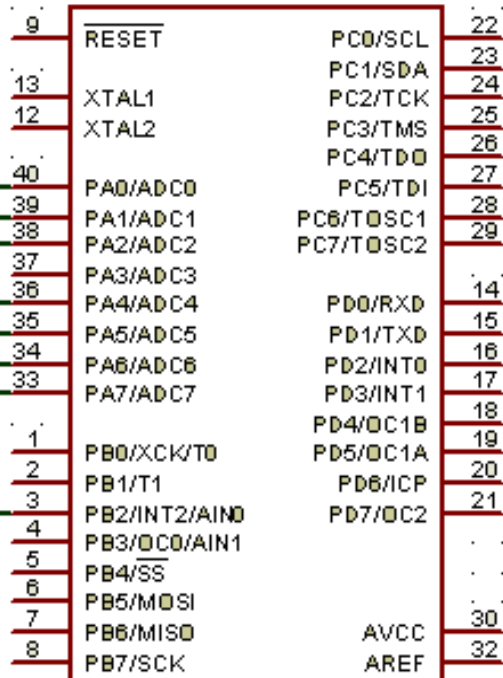 9 RESET PC0/SCL 22
PC1/SDA 23
13 XTAL1 PC2/TCK 24
12 XTAL2 PC3/TMS 25
PC4/TDO 26
40 PA0/ADC0 PC5/TDI 27
39 PA1/ADC1 PC6/TOSC1 28
38 PA2/ADC2 PC7/TOSC2 29
37 PA3/ADC3
36 PA4/ADC4 PD0/RXD 14
35 PA5/ADC5 PD1/TXD 15
34 PA6/ADC6 PD2/INT0 16
33 PA7/ADC7 PD3/INT1 17
PD4/OC1B 18
1 PB0/XCK/T0 PD5/OC1A 19
2 PB1/T1 PD6/ICP 20
3 PB2/INT2/AIN0 PD7/OC2 21
4 PB3/OC0/AIN1
5 PB4/SS
6 PB5/MOSI
7 PB6/MISO AVCC 30
8 PB7/SCK AREF 32